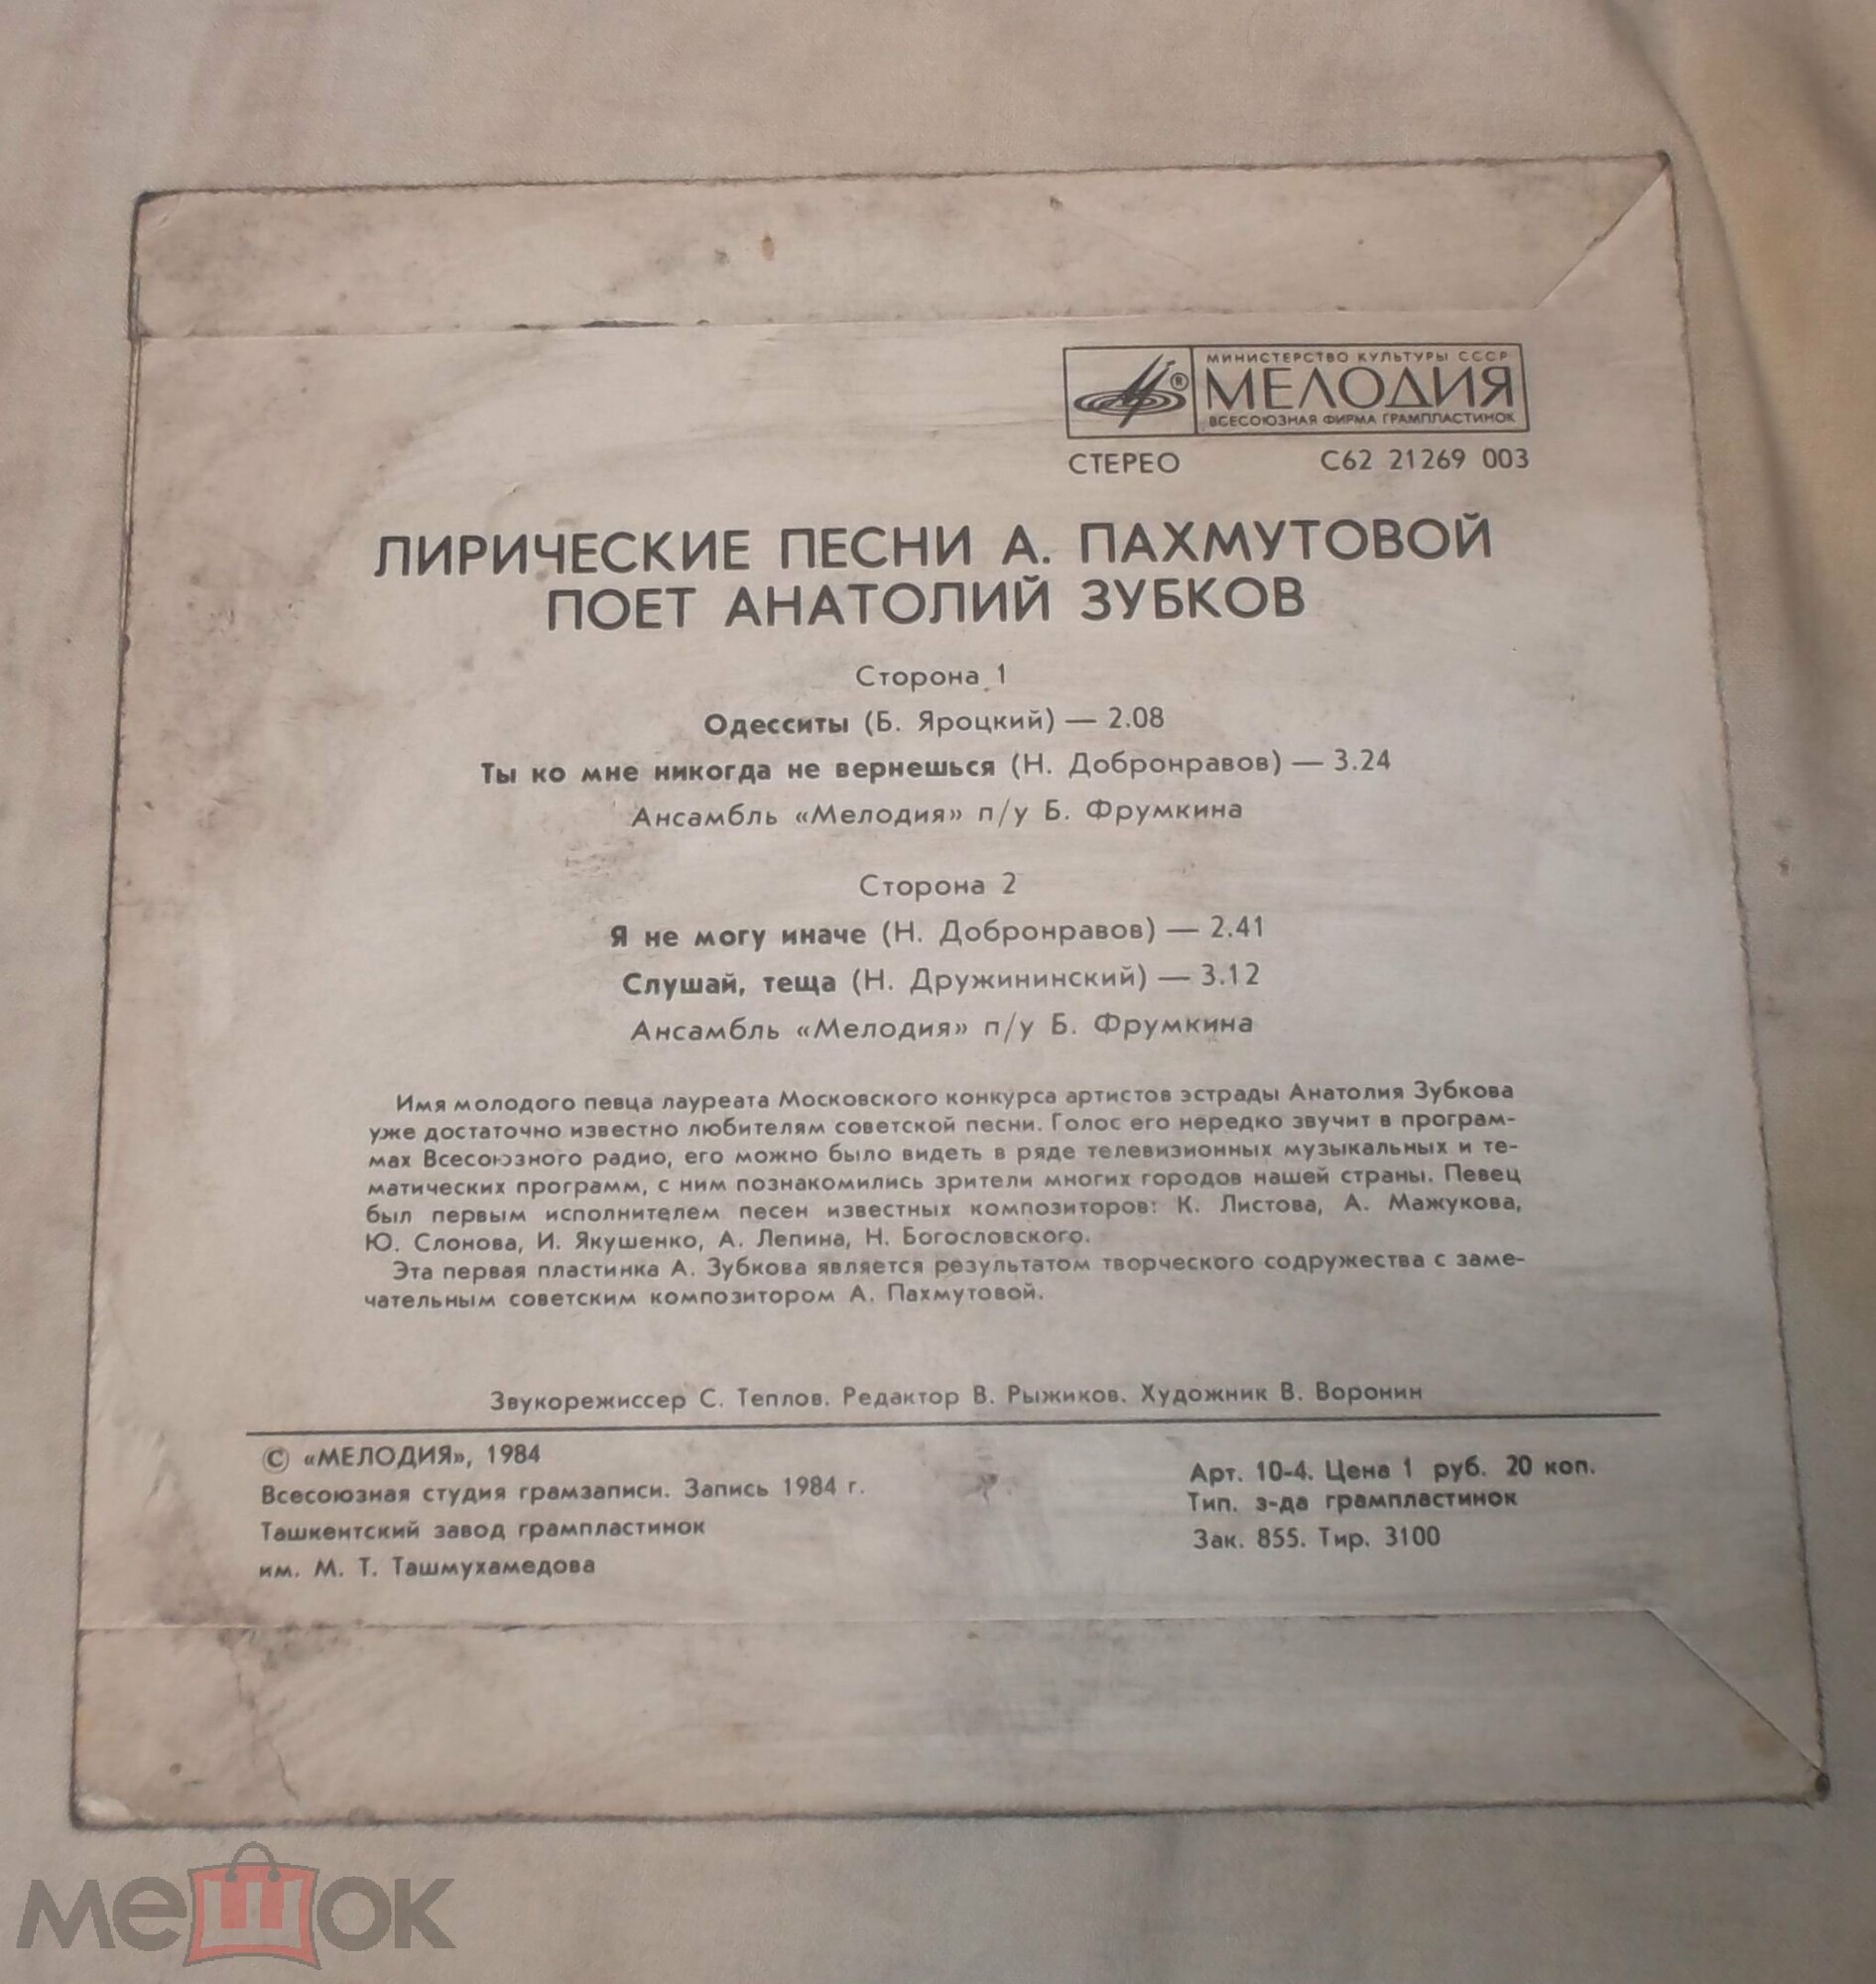 МИНИСТЕРСТВО КУЛЬТУРЫ СССР
МЕЛОДИЯ
ВСЕСОЮЗНАЯ ФИРМА ГРАМПЛАСТИНОК
СТЕРЕО С62 21269 003
ЛИРИЧЕСКИЕ ПЕСНИ А. ПАХМУТОВОЙ
ПОЕТ АНАТОЛИЙ ЗУБКОВ
Сторона 1
Одесситы (Б. Яроцкий) — 2.08
Ты ко мне никогда не вернешься (Н. Добронравов) — 3.24
Ансамбль «Мелодия» п/у Б. Фрумкина
Сторона 2
Я не могу иначе (Н. Добронравов) — 2.41
Слушай, теща (Н. Дружининский) — 3.12
Ансамбль «Мелодия» п/у Б. Фрумкина
Имя молодого певца лауреата Московского конкурса артистов эстрады Анатолия Зубкова
уже достаточно известно любителям советской песни. Голос его нередко звучит в програм-
мах Всесоюзного радио, его можно было видеть в ряде телевизионных музыкальных и те-
матических программ, с ним познакомились зрители многих городов нашей страны. Певец
был первым исполнителем песен известных композиторов: К. Листова, А. Мажукова,
Ю. Слонова, И. Якушенко, А. Лепина, Н. Богословского.
Эта первая пластинка А. Зубкова является результатом творческого содружества с заме-
чательным советским композитором А. Пахмутовой.
Звукорежиссер С. Теплов. Редактор В. Рыжиков. Художник В. Воронин
© «МЕЛОДИЯ», 1984
Всесоюзная студия грамзаписи. Запись 1984 г.
Ташкентский завод грампластинок
им. М. Т. Ташмухамедова
Арт. 10-4. Цена 1 руб. 20 коп.
Тип. з-да грампластинок
Зак. 855. Тир. 3100
мешок